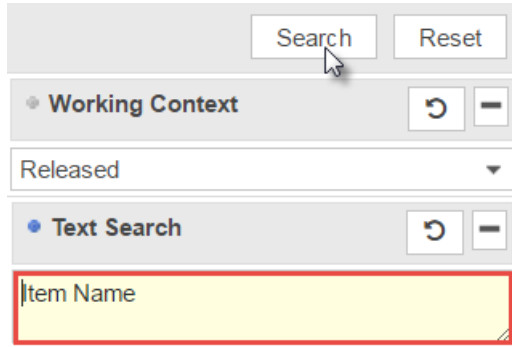 Search Reset
Working Context
Released
Text Search
Item Name